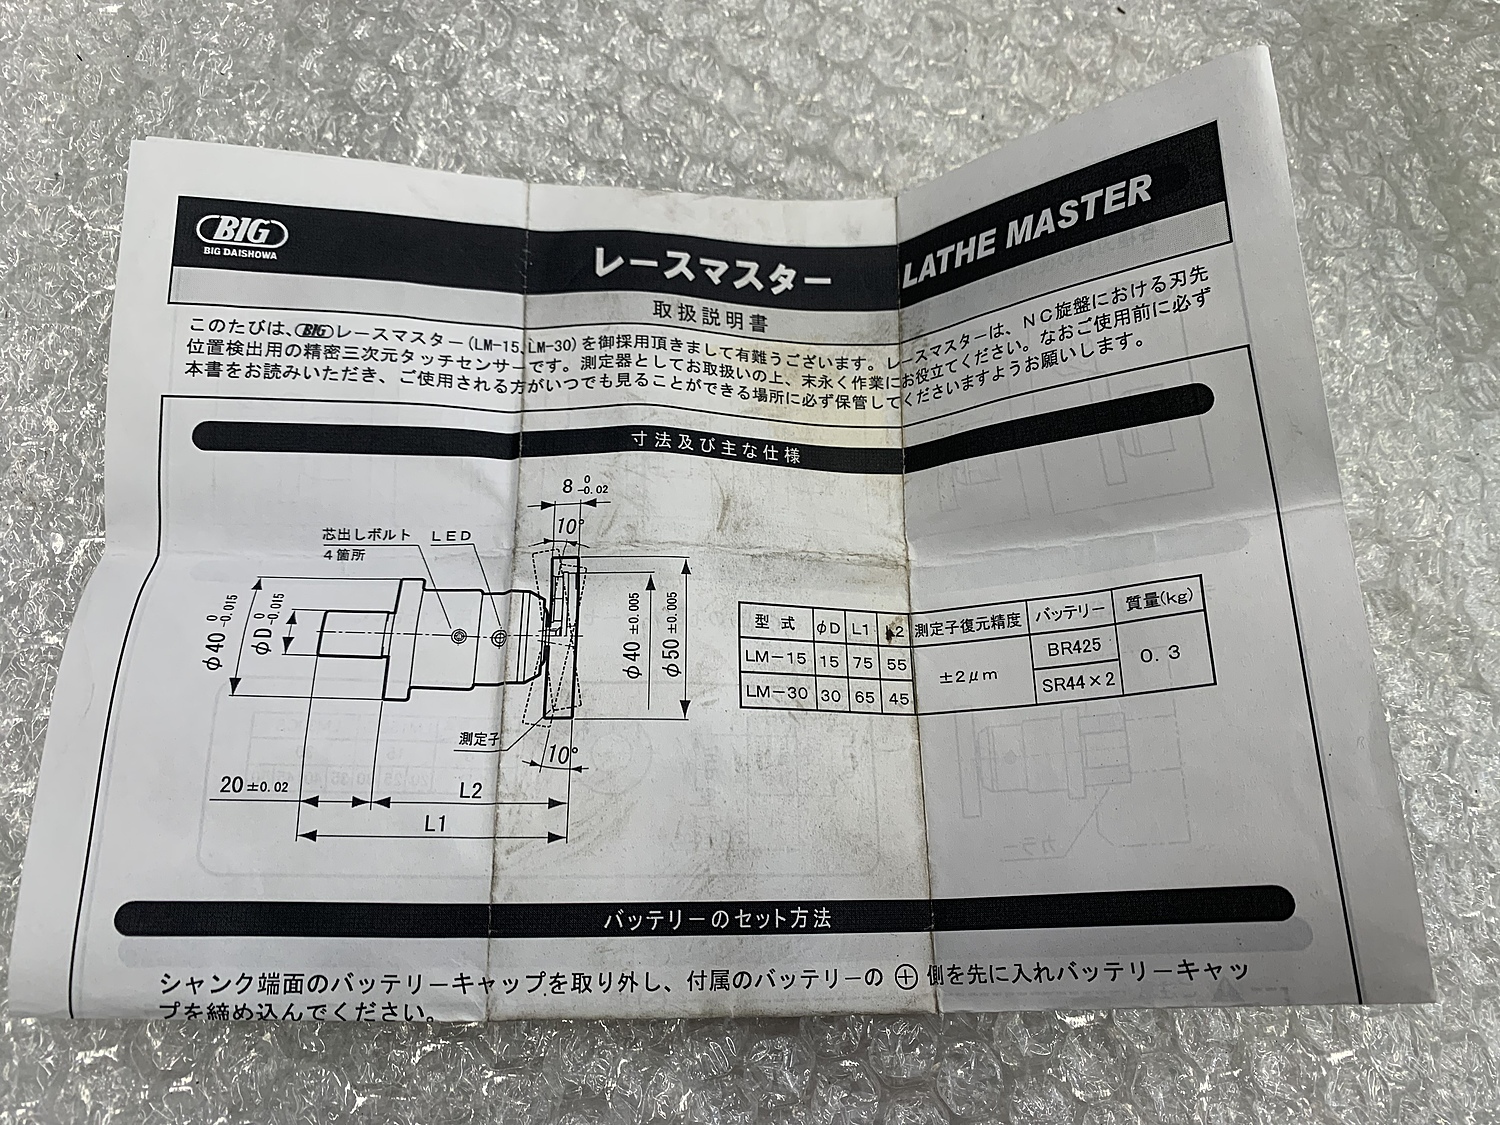 BIG
BIG DAISHOWA
レースマスター LATHE MASTER
取扱説明書
このたびは、BIGレースマスター(LM-15、LM-30)を御採用頂きまして有難うございます。レースマスターは、NC旋盤における刃先
位置検出用の精密三次元タッチセンサーです。測定器としてお取扱いの上、末永く作業にお役立てください。なおご使用前に必ず
本書をお読みいただき、ご使用される方がいつでも見ることができる場所に必ず保管してくださいますようお願いします。
寸法及び主な仕様
8 0 -0.02
10°
芯出しボルト
4箇所
LED
φ40 0 -0.015
φD 0 -0.015
φ40 ±0.005
φ50 ±0.005
測定子
10°
20±0.02
L2
L1
型式 φD L1 L2 測定子復元精度 バッテリー 質量(kg)
LM-15 15 75 55 ±2μm BR425 0.3
LM-30 30 65 45 SR44×2
バッテリーのセット方法
シャンク端面のバッテリーキャップを取り外し、付属のバッテリーの⊕側を先に入れバッテリーキャッ
プを締め込んでください。
カラー